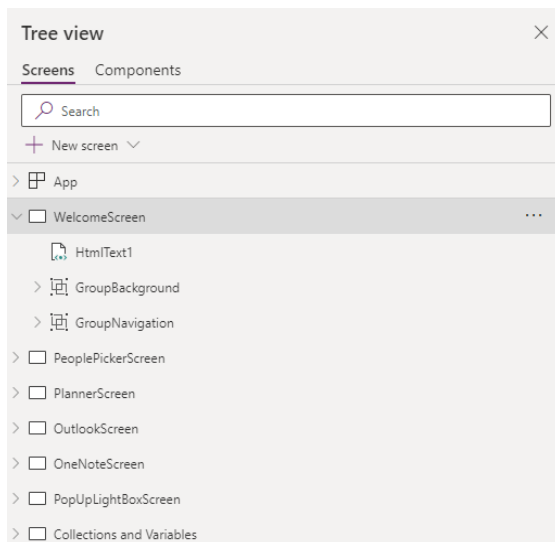 Tree view
Screens Components
Search
New screen
App
WelcomeScreen
HtmlText1
GroupBackground
GroupNavigation
PeoplePickerScreen
PlannerScreen
OutlookScreen
OneNoteScreen
PopUpLightBoxScreen
Collections and Variables